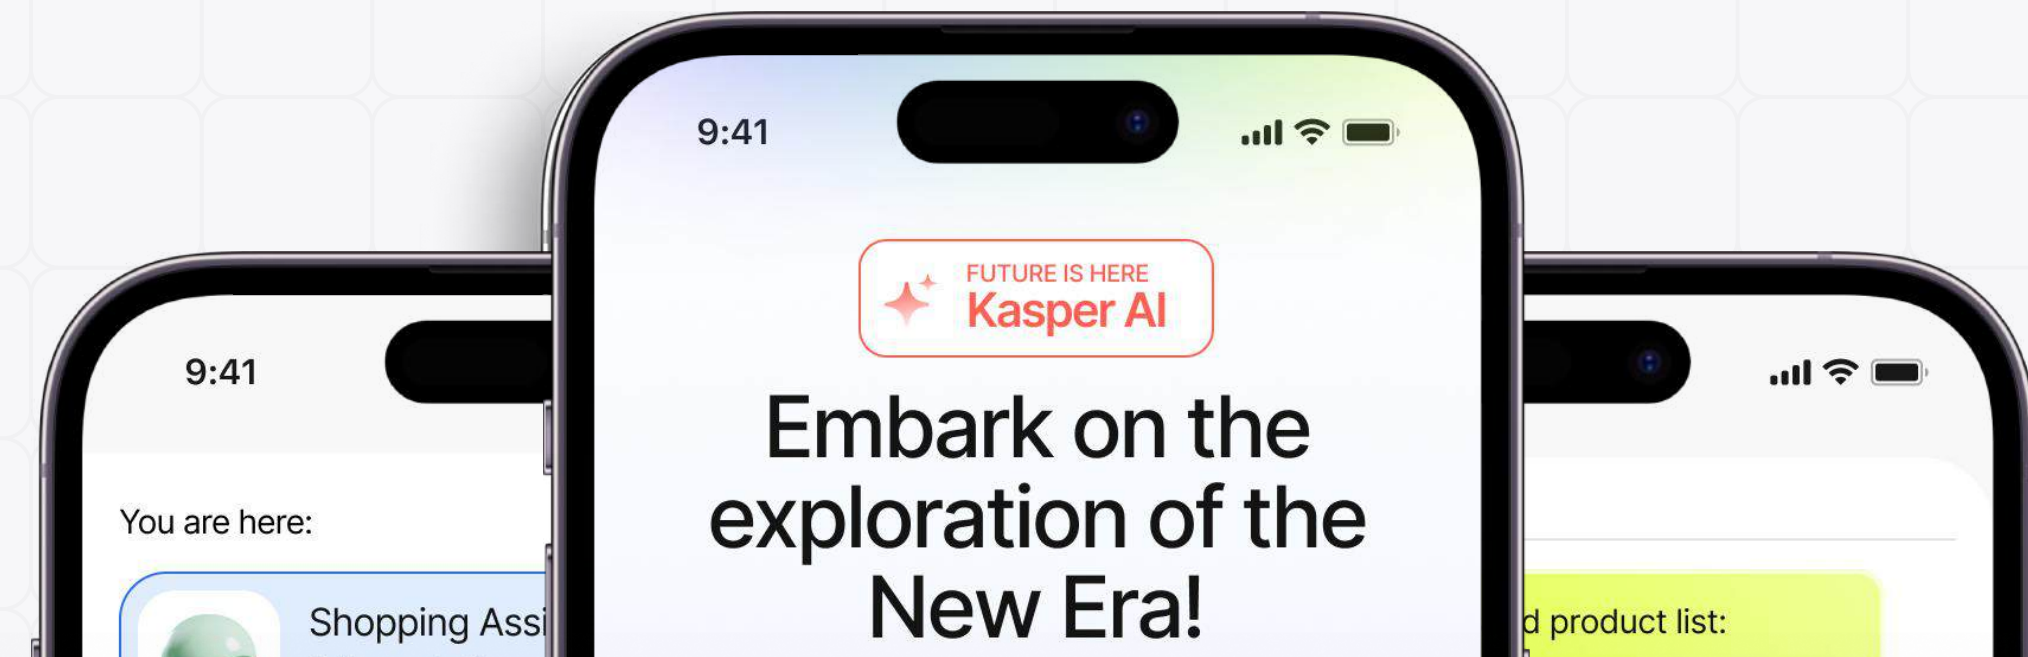 9:41
FUTURE IS HERE
Kasper AI
Embark on the
exploration of the
New Era!
9:41
You are here:
Shopping
product list: